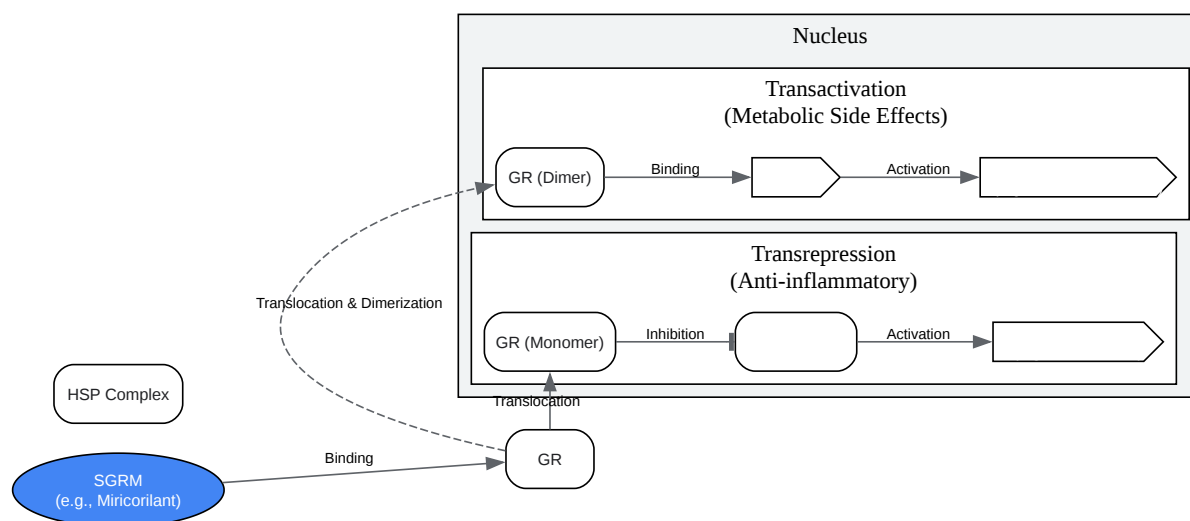 Nucleus
Transactivation
(Metabolic Side Effects)
GR (Dimer)
Binding
Activation
Transrepression
(Anti-inflammatory)
Translocation & Dimerization
GR (Monomer)
Inhibition
Activation
HSP Complex
Translocation
GR
Binding
SGRM
(e.g., Miricorilant)